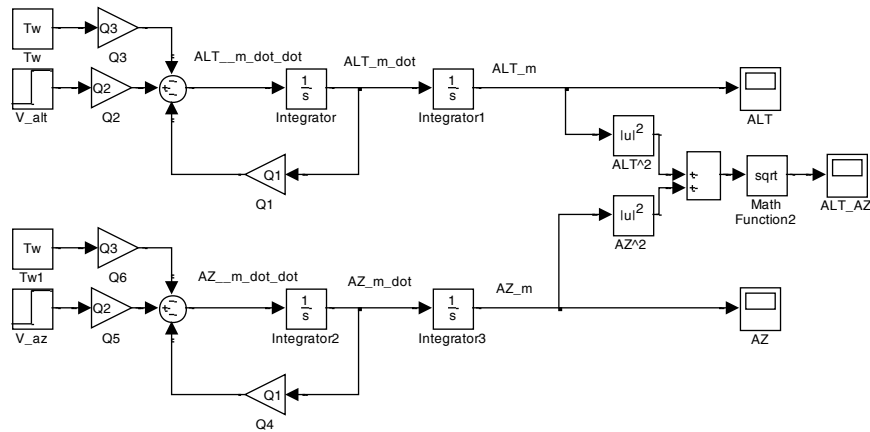 Tw
Tw
Q3
Q3
V_alt
Q2
Q2
ALT__m_dot_dot
1
s
Integrator
ALT_m_dot
1
s
Integrator1
ALT_m
ALT
Q1
Q1
|u|2
ALT^2
|u|2
AZ^2
sqrt
Math
Function2
ALT_AZ
Tw
Tw1
Q3
Q6
V_az
Q2
Q5
AZ__m_dot_dot
1
s
Integrator2
AZ_m_dot
1
s
Integrator3
AZ_m
AZ
Q1
Q4